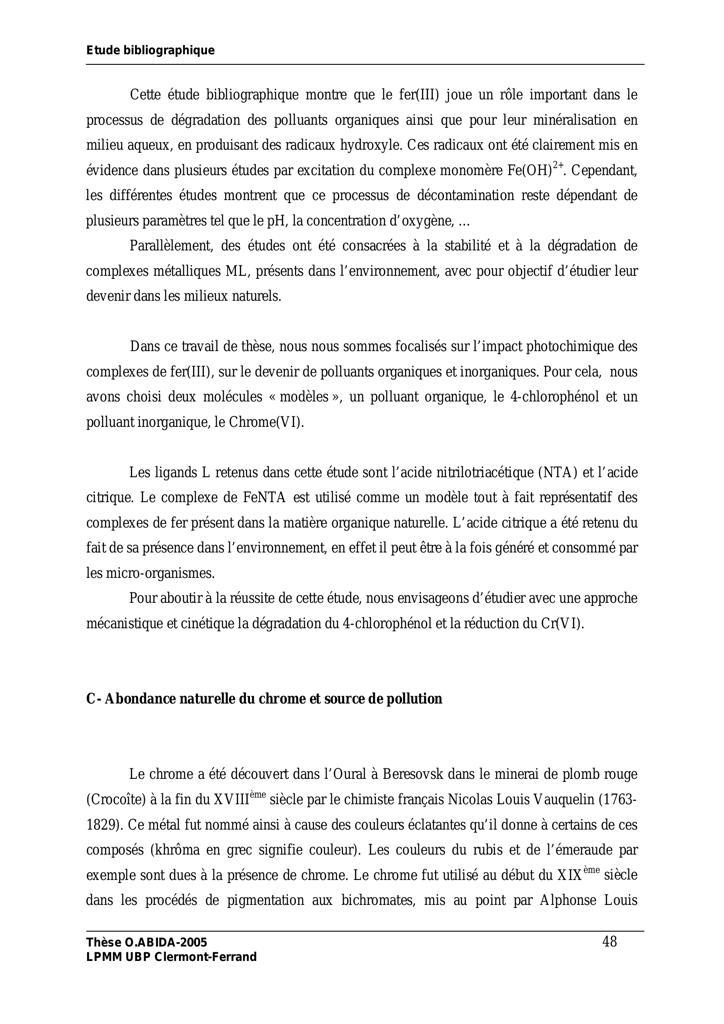 Etude bibliographique
Cette étude bibliographique montre que le fer(III) joue un rôle important dans le
processus de dégradation des polluants organiques ainsi que pour leur minéralisation en
milieu aqueux, en produisant des radicaux hydroxyle. Ces radicaux ont été clairement mis en
évidence dans plusieurs études par excitation du complexe monomère Fe(OH)²⁺. Cependant,
les différentes études montrent que ce processus de décontamination reste dépendant de
plusieurs paramètres tel que le pH, la concentration d’oxygène, …
Parallèlement, des études ont été consacrées à la stabilité et à la dégradation de
complexes métalliques ML, présents dans l’environnement, avec pour objectif d’étudier leur
devenir dans les milieux naturels.
Dans ce travail de thèse, nous nous sommes focalisés sur l’impact photochimique des
complexes de fer(III), sur le devenir de polluants organiques et inorganiques. Pour cela, nous
avons choisi deux molécules « modèles », un polluant organique, le 4-chlorophénol et un
polluant inorganique, le Chrome(VI).
Les ligands L retenus dans cette étude sont l’acide nitrilotriacétique (NTA) et l’acide
citrique. Le complexe de FeNTA est utilisé comme un modèle tout à fait représentatif des
complexes de fer présent dans la matière organique naturelle. L’acide citrique a été retenu du
fait de sa présence dans l’environnement, en effet il peut être à la fois généré et consommé par
les micro-organismes.
Pour aboutir à la réussite de cette étude, nous envisageons d’étudier avec une approche
mécanistique et cinétique la dégradation du 4-chlorophénol et la réduction du Cr(VI).
C- Abondance naturelle du chrome et source de pollution
Le chrome a été découvert dans l’Oural à Beresovsk dans le minerai de plomb rouge
(Crocoîte) à la fin du XVIIIème siècle par le chimiste français Nicolas Louis Vauquelin (1763-
1829). Ce métal fut nommé ainsi à cause des couleurs éclatantes qu’il donne à certains de ces
composés (khrôma en grec signifie couleur). Les couleurs du rubis et de l’émeraude par
exemple sont dues à la présence de chrome. Le chrome fut utilisé au début du XIXème siècle
dans les procédés de pigmentation aux bichromates, mis au point par Alphonse Louis
Thèse O.ABIDA-2005 48
LPMM UBP Clermont-Ferrand